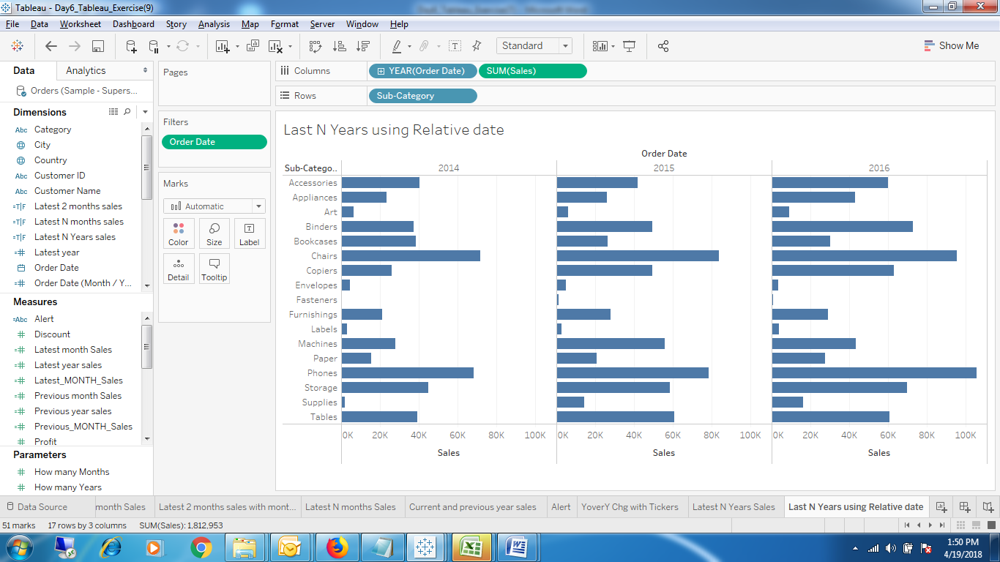 Tableau - Day6_Tableau_Exercise(9)
File Data Worksheet Dashboard Story Analysis Map Format Server Window Help
Standard
Show Me
Data Analytics
Orders (Sample - Supers...
Dimensions
Abc Category
City
Country
Abc Customer ID
Abc Customer Name
=T|F Latest 2 months sales
=T|F Latest N months sales
=T|F Latest N Years sales
Latest year
Order Date
Order Date (Month / Y...
Measures
=Abc Alert
Discount
Latest month Sales
Latest year sales
Latest_MONTH_Sales
Previous month Sales
Previous year sales
Previous_MONTH_Sales
Profit
Parameters
How many Months
How many Years
Pages
Filters
Order Date
Marks
Automatic
Color Size Label
Detail Tooltip
Columns YEAR(Order Date) SUM(Sales)
Rows Sub-Category
Last N Years using Relative date
Order Date
Sub-Catego.. 2014 2015 2016
Accessories
Appliances
Art
Binders
Bookcases
Chairs
Copiers
Envelopes
Fasteners
Furnishings
Labels
Machines
Paper
Phones
Storage
Supplies
Tables
0K 20K 40K 60K 80K 100K 0K 20K 40K 60K 80K 100K 0K 20K 40K 60K 80K 100K
Sales Sales Sales
Data Source month Sales Latest 2 months sales with mont... Latest N months Sales Current and previous year sales Alert YoverY Chg with Tickers Latest N Years Sales Last N Years using Relative date
51 marks 17 rows by 3 columns SUM(Sales): 1,812,953
1:50 PM
4/19/2018